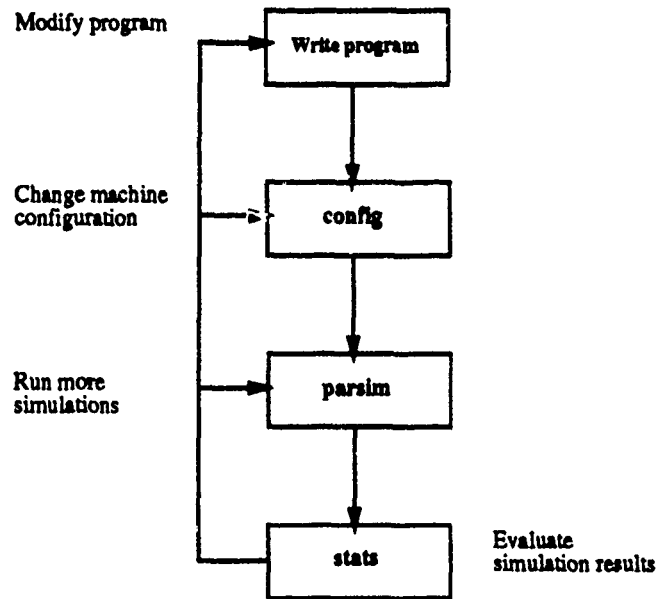 Modify program
Write program
Change machine
configuration
config
Run more
simulations
parsim
stats
Evaluate
simulation results